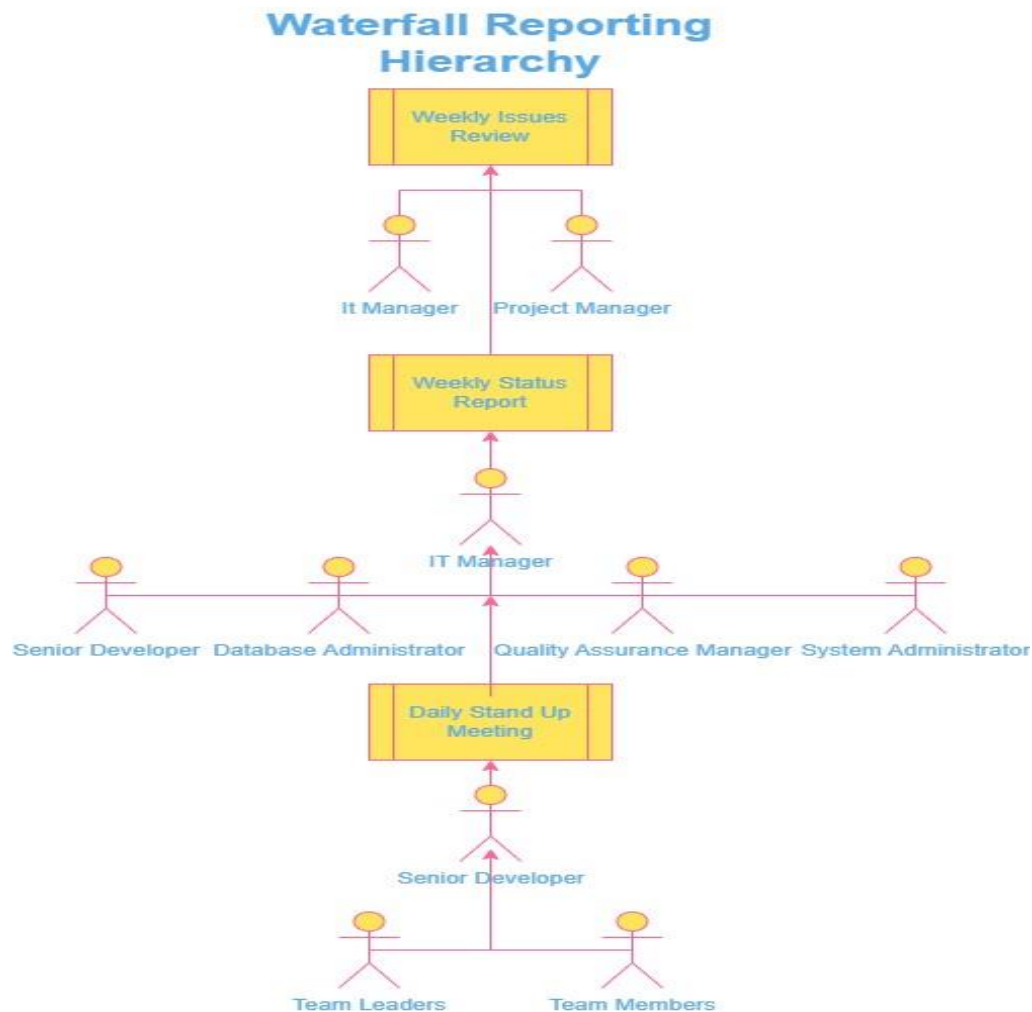 Waterfall Reporting
Hierarchy
Weekly Issues
Review
It Manager
Project Manager
Weekly Status
Report
IT Manager
Senior Developer
Database Administrator
Quality Assurance Manager
System Administrator
Daily Stand Up
Meeting
Senior Developer
Team Leaders
Team Members